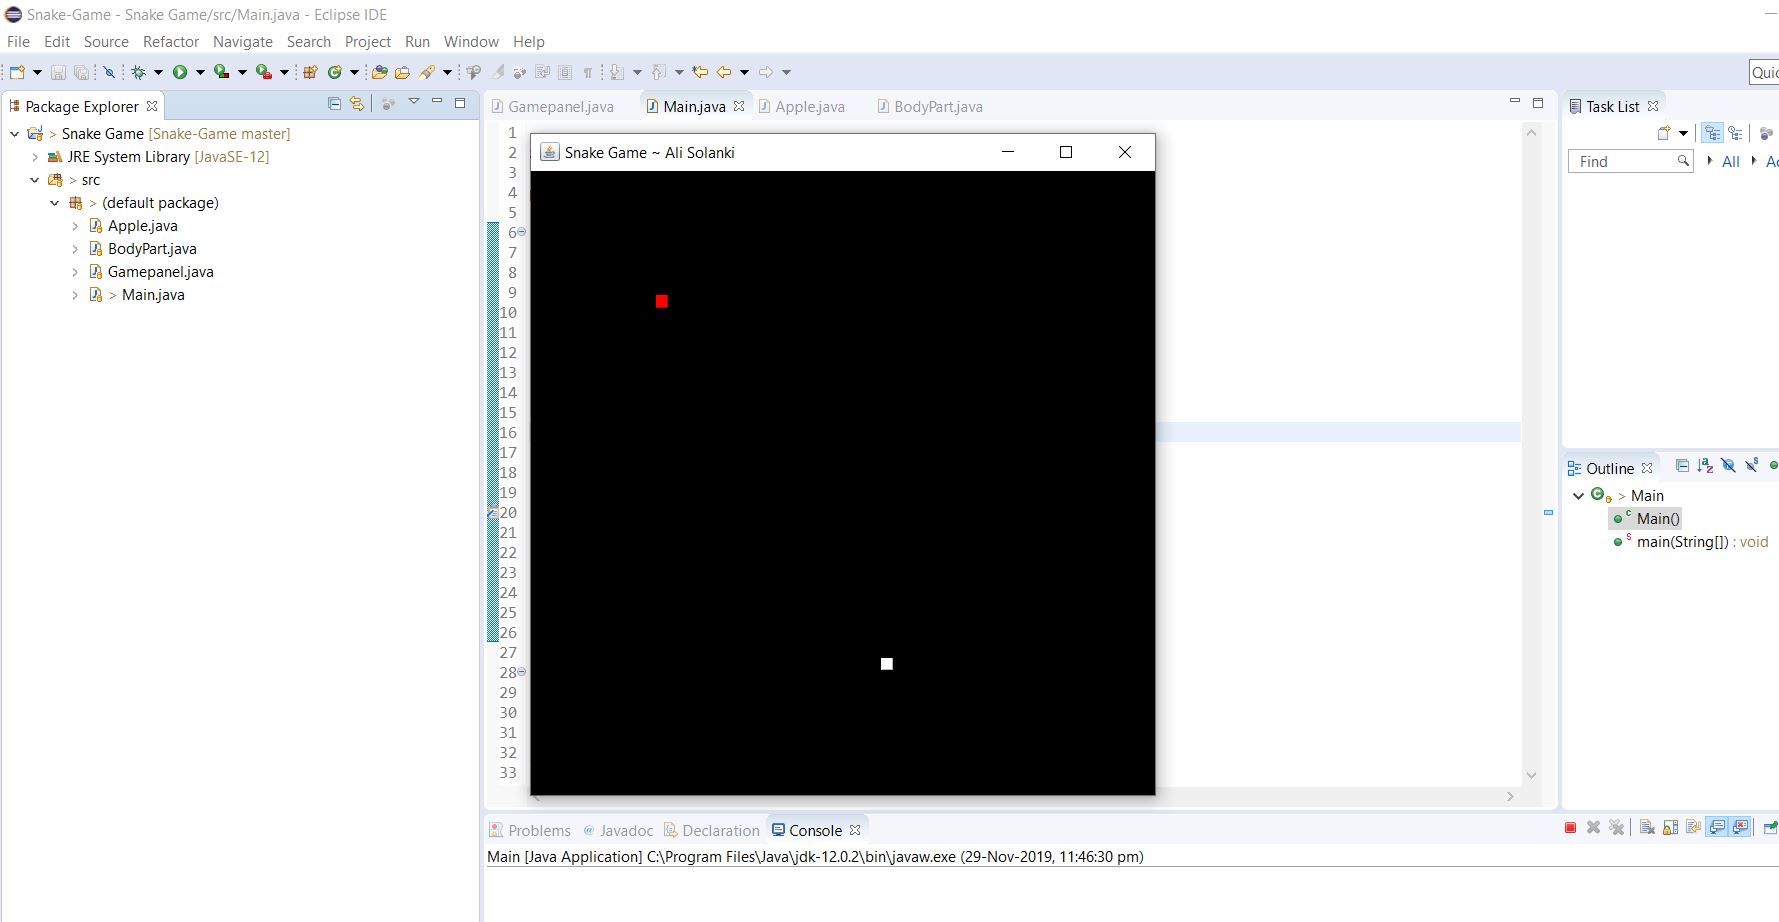 Snake-Game - Snake Game/src/Main.java - Eclipse IDE
File Edit Source Refactor Navigate Search Project Run Window Help
Package Explorer
Snake Game [Snake-Game master]
JRE System Library [JavaSE-12]
src
(default package)
Apple.java
BodyPart.java
Gamepanel.java
Main.java
Gamepanel.java Main.java Apple.java BodyPart.java
1
2
3
4
5
6
7
8
9
10
11
12
13
14
15
16
17
18
19
20
21
22
23
24
25
26
27
28
29
30
31
32
33
Snake Game ~ Ali Solanki
Task List
Find All
Outline
Main
Main()
main(String[]) : void
Problems @ Javadoc Declaration Console
Main [Java Application] C:\Program Files\Java\jdk-12.0.2\bin\javaw.exe (29-Nov-2019, 11:46:30 pm)